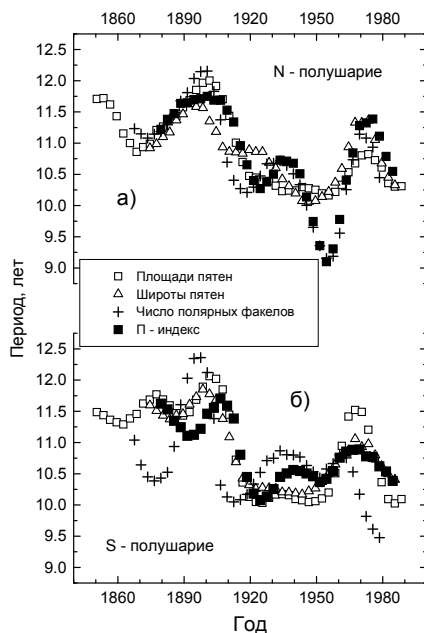 1860 1890 1920 1950 1980
12.5
12.0
11.5
11.0
10.5
10.0
9.5
9.0
N - полушарие
а)
Площади пятен
Широты пятен
Число полярных факелов
П - индекс
Период, лет
12.5
12.0
11.5
11.0
10.5
10.0
9.5
9.0
б)
S - полушарие
1860 1890 1920 1950 1980
Год